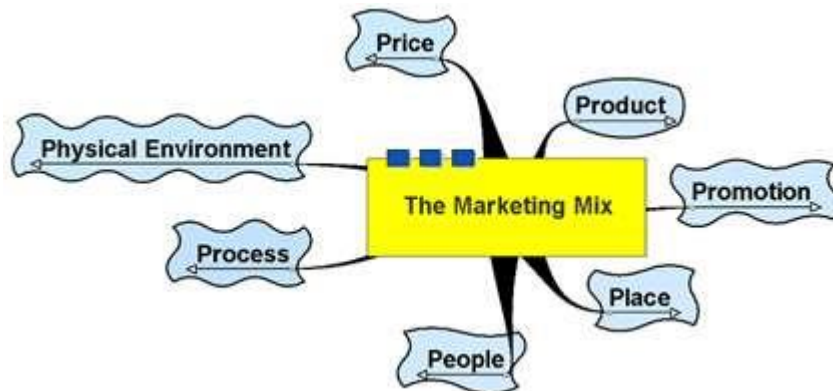 Price
Product
Physical Environment
The Marketing Mix
Promotion
Process
Place
People